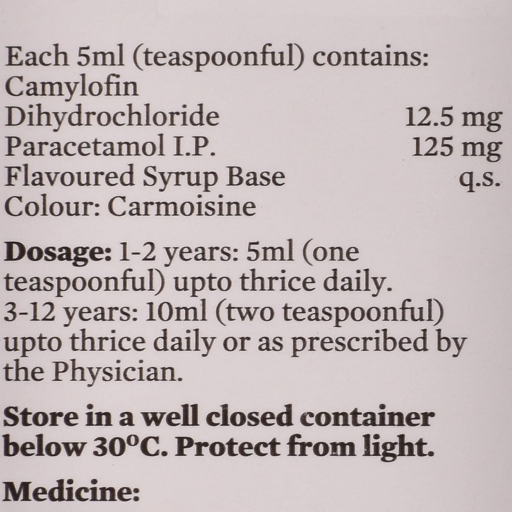 Each 5ml (teaspoonful) contains:
Camylofin
Dihydrochloride 12.5 mg
Paracetamol I.P. 125 mg
Flavoured Syrup Base q.s.
Colour: Carmoisine
Dosage: 1-2 years: 5ml (one
teaspoonful) upto thrice daily.
3-12 years: 10ml (two teaspoonful)
upto thrice daily or as prescribed by
the Physician.
Store in a well closed container
below 30ºC. Protect from light.
Medicine: